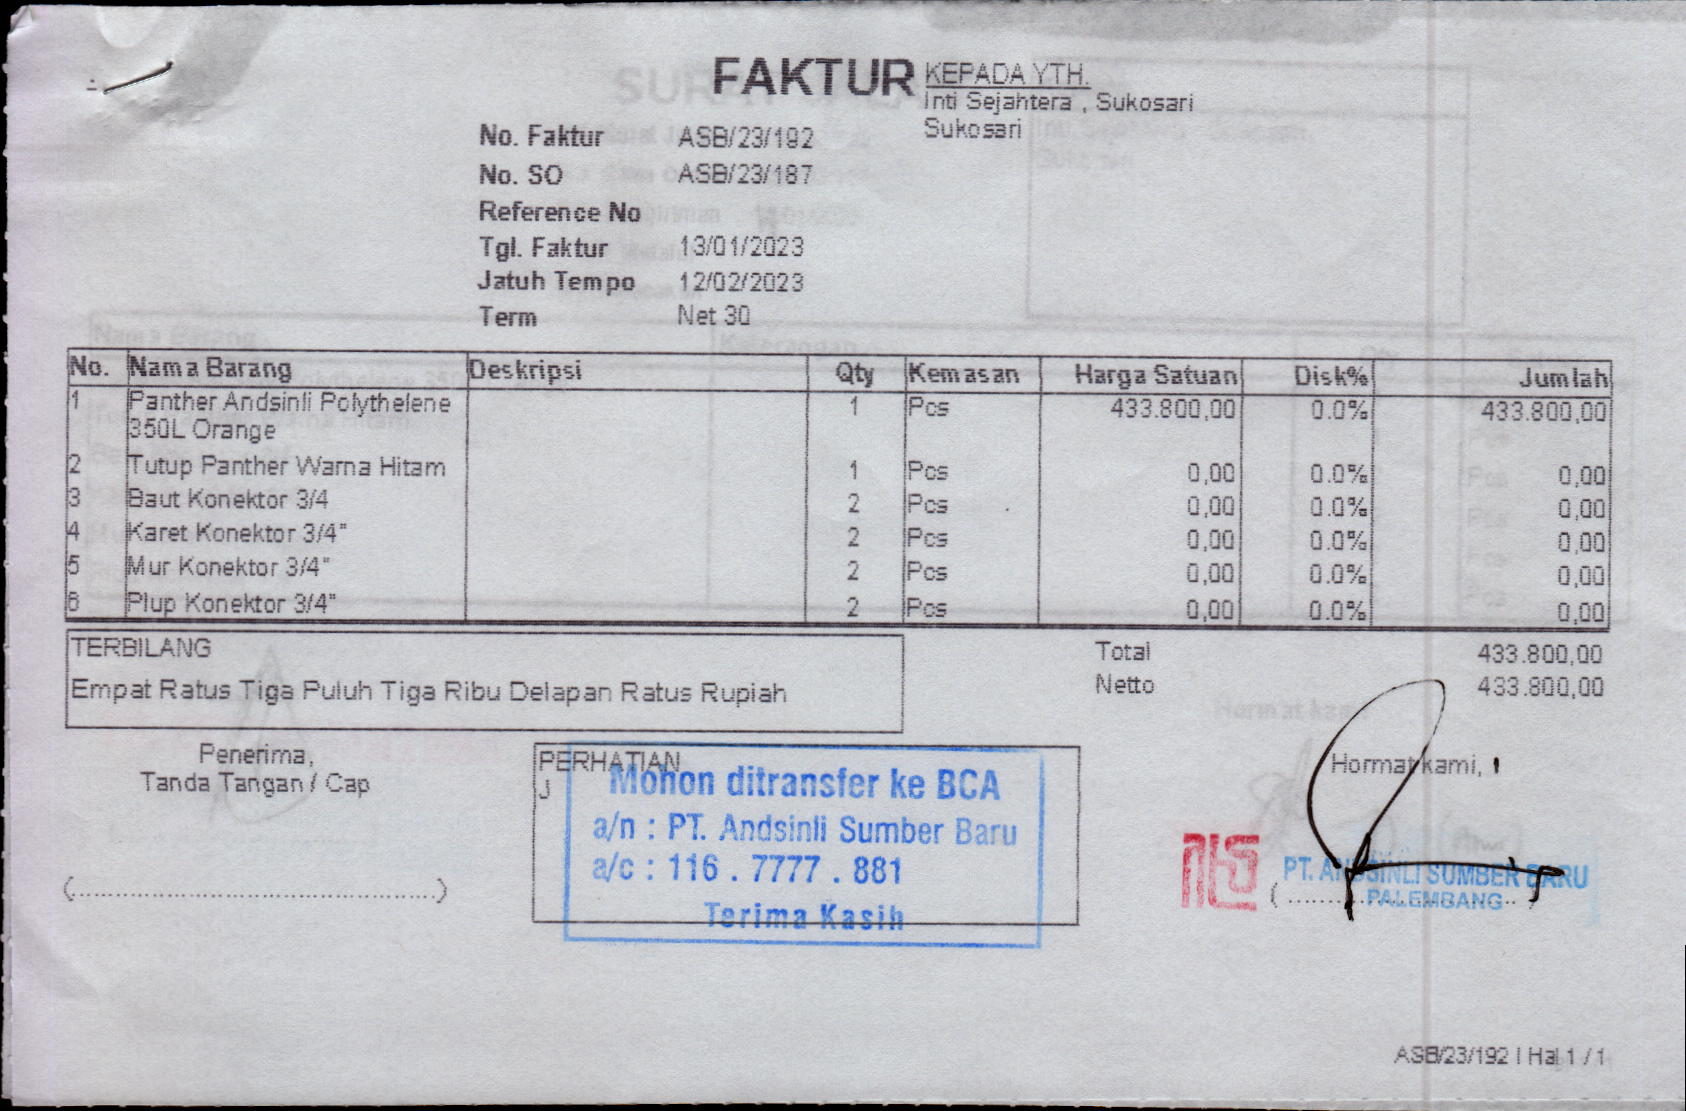 FAKTUR
KEPADA YTH.
Inti Sejahtera , Sukosari
Sukosari
No. Faktur ASB/23/192
No. SO ASB/23/187
Reference No
Tgl. Faktur 13/01/2023
Jatuh Tempo 12/02/2023
Term Net 30
No. Nama Barang Deskripsi Qty Kemasan Harga Satuan Disk% Jumlah
1 Panther Andsinli Polythelene 1 Pcs 433.800,00 0.0% 433.800,00
350L Orange
2 Tutup Panther Warna Hitam 1 Pcs 0,00 0.0% 0,00
3 Baut Konektor 3/4 2 Pcs 0,00 0.0% 0,00
4 Karet Konektor 3/4" 2 Pcs 0,00 0.0% 0,00
5 Mur Konektor 3/4" 2 Pcs 0,00 0.0% 0,00
6 Plup Konektor 3/4" 2 Pcs 0,00 0.0% 0,00
TERBILANG
Empat Ratus Tiga Puluh Tiga Ribu Delapan Ratus Rupiah
Total 433.800,00
Netto 433.800,00
Penerima,
Tanda Tangan / Cap
(............................................)
PERHATIAN
J
Mohon ditransfer ke BCA
a/n : PT. Andsinli Sumber Baru
a/c : 116 . 7777 . 881
Terima Kasih
Hormat kami,
PT. ANDSINLI SUMBER BARU
PALEMBANG
ASB/23/192 | Hal 1 / 1